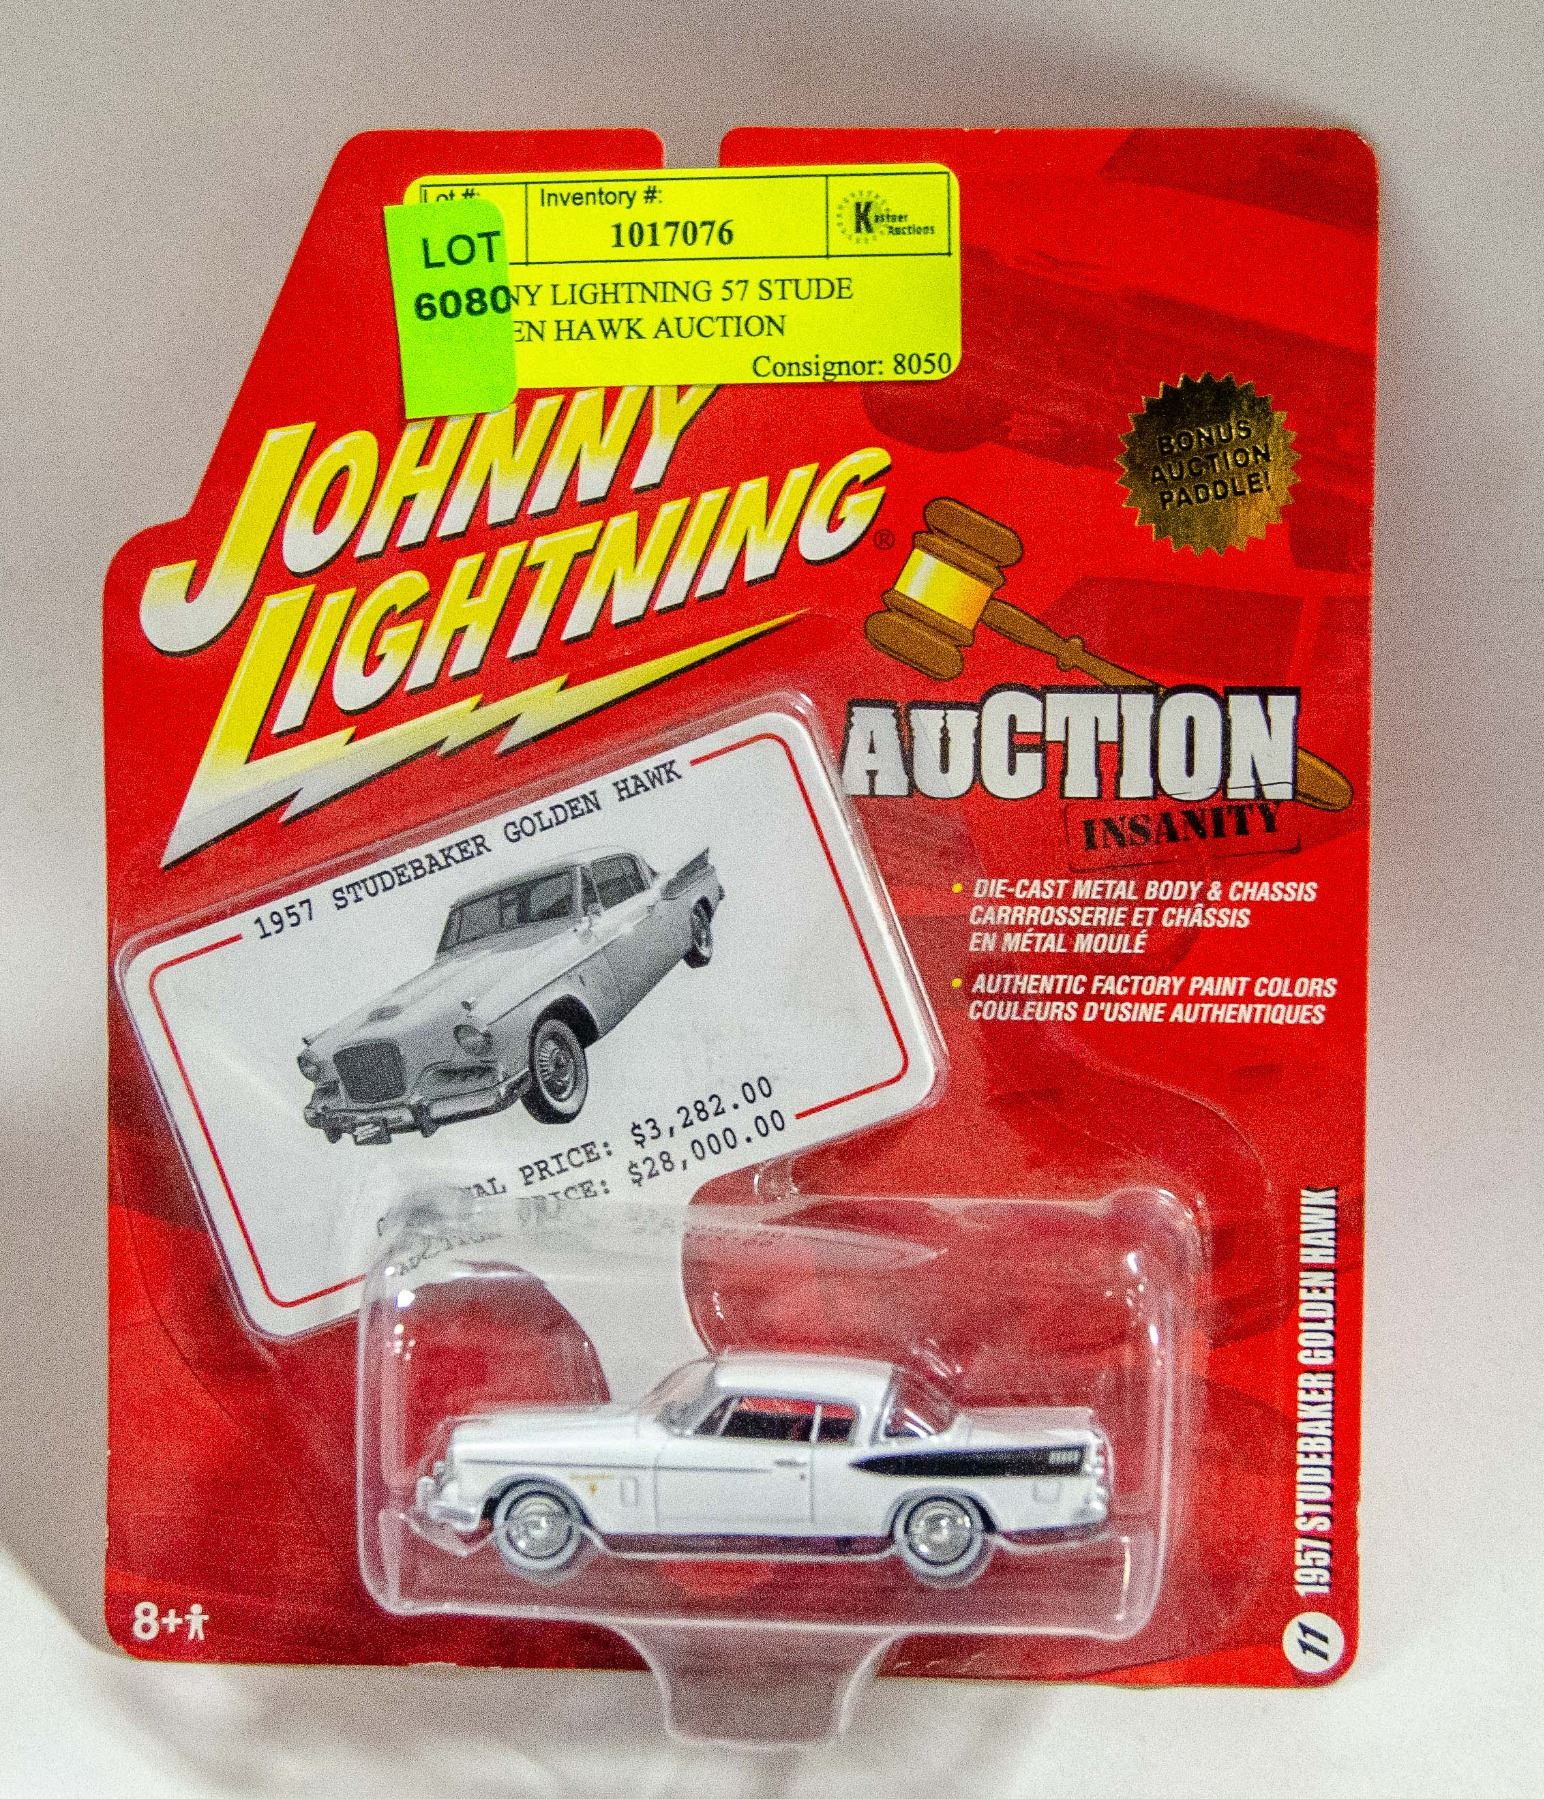 Lot #:
Inventory #:
1017076
Kastner
Auctions
LOT
6080
NY LIGHTNING 57 STUDE
EN HAWK AUCTION
Consignor: 8050
JOHNNY
LIGHTNING®
BONUS
AUCTION
PADDLE!
AUCTION
INSANITY
• DIE-CAST METAL BODY & CHASSIS
CARRROSSERIE ET CHÂSSIS
EN MÉTAL MOULÉ
• AUTHENTIC FACTORY PAINT COLORS
COULEURS D'USINE AUTHENTIQUES
1957 STUDEBAKER GOLDEN HAWK
NAL PRICE: $3,282.00
PRICE: $28,000.00
8+
11 1957 STUDEBAKER GOLDEN HAWK